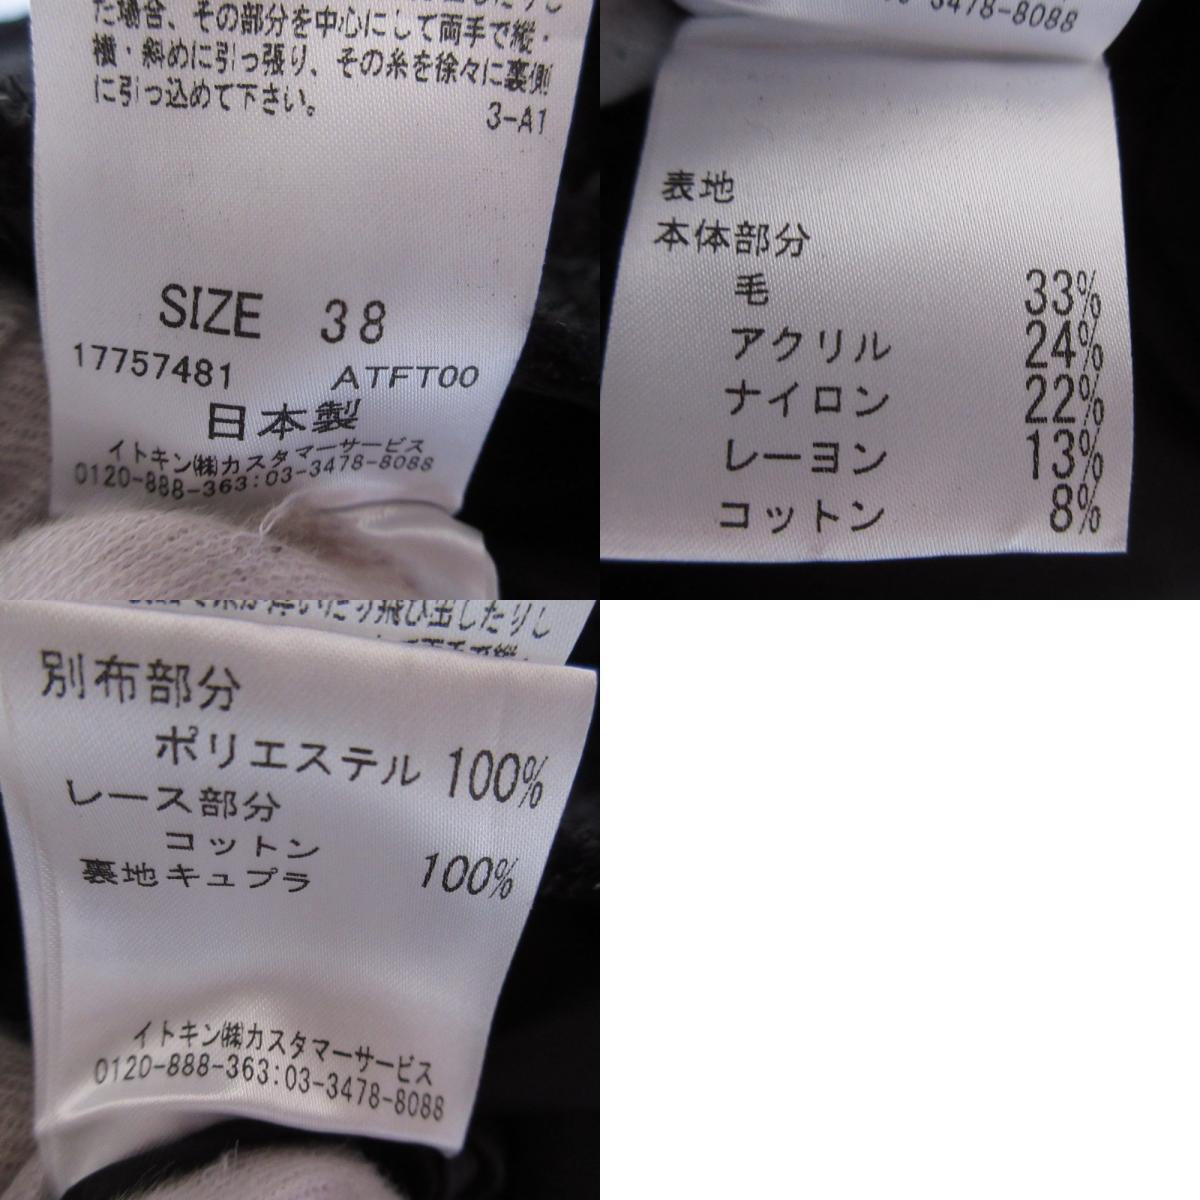 た場合、その部分を中心にして両手で縦・
横・斜めに引っ張り、その糸を徐々に裏側
に引っ込めて下さい。
3-A1
SIZE 38
17757481 ATFT00
日本製
イトキン㈱カスタマーサービス
0120-888-363:03-3478-8088
3478-8088
表地
本体部分
毛 33%
アクリル 24%
ナイロン 22%
レーヨン 13%
コットン 8%
飛び出したりし
別布部分
ポリエステル 100%
レース部分
コットン 100%
裏地キュプラ
イトキン㈱カスタマーサービス
0120-888-363:03-3478-8088